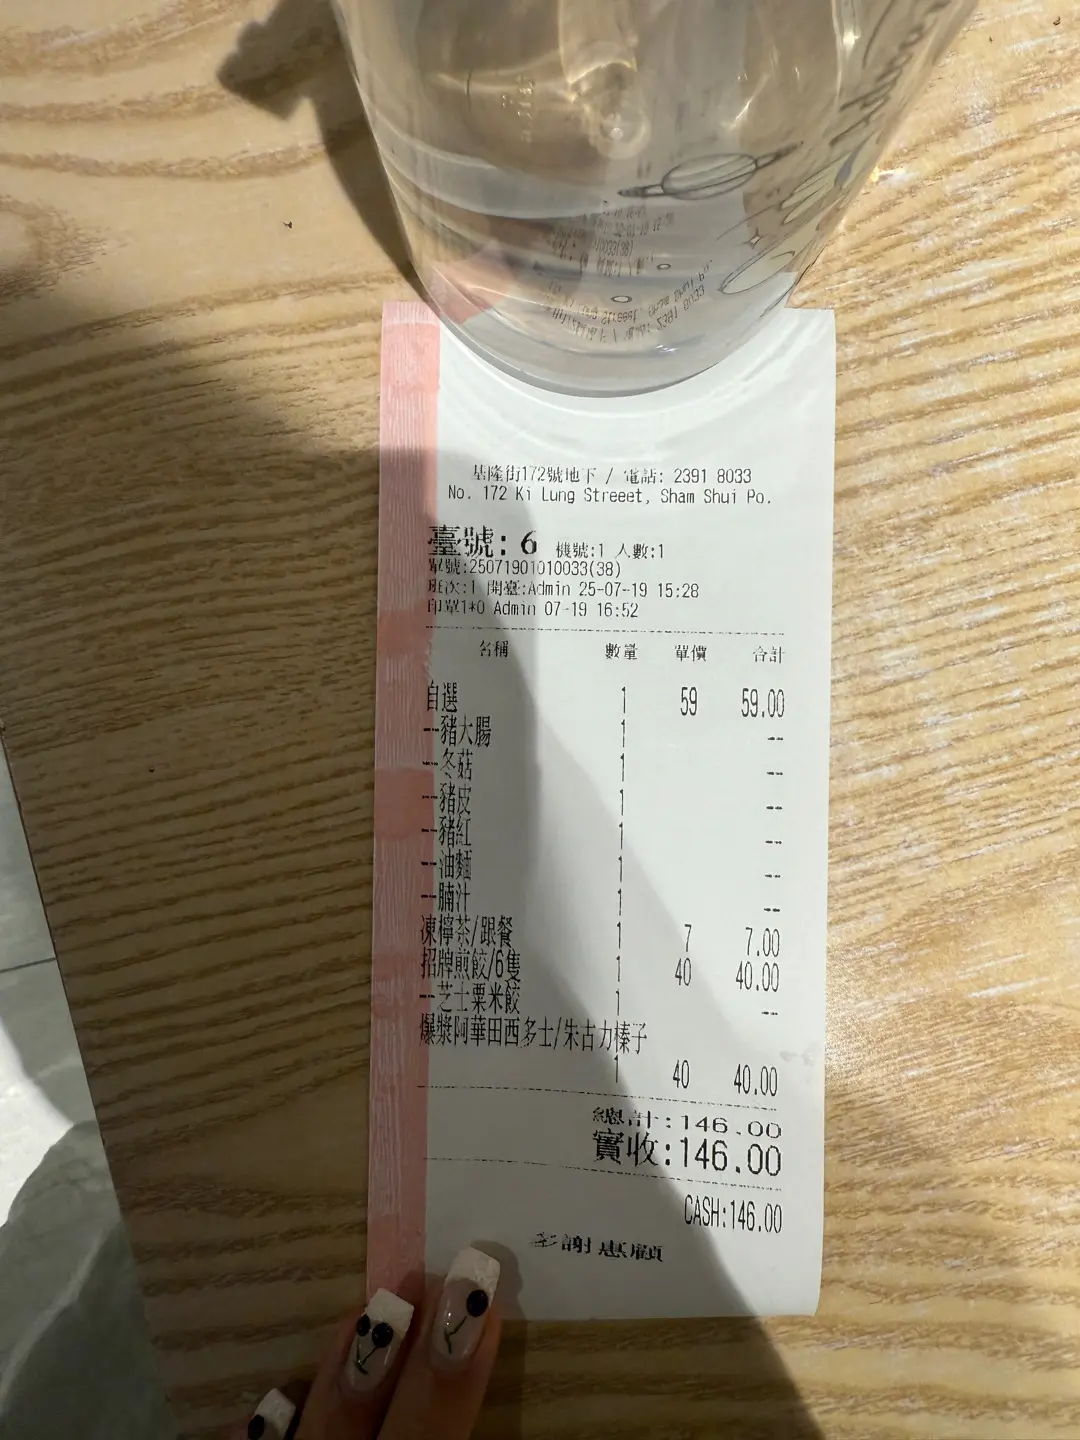 基隆街172號地下 / 電話: 2391 8033
No. 172 Ki Lung Streeet, Sham Shui Po.
臺號: 6 機號:1 人數:1
單號:25071901010033(38)
班次:1 開臺:Admin 25-07-19 15:28
印單1*0 Admin 07-19 16:52
名稱 數量 單價 合計
自選 1 59 59.00
--豬大腸 1 --
--冬菇 1 --
--豬皮 1 --
--豬紅 1 --
--油麵 1 --
--腩汁 1 --
凍檸茶/跟餐 1 7 7.00
招牌煎餃/6隻 1 40 40.00
--芝士粟米餃 1 --
爆漿阿華田西多士/朱古力榛子
1 40 40.00
總計:146.00
實收:146.00
CASH:146.00
多謝惠顧